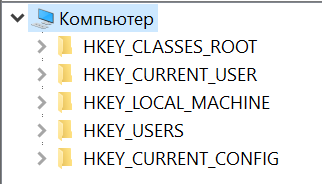 Компьютер
HKEY_CLASSES_ROOT
HKEY_CURRENT_USER
HKEY_LOCAL_MACHINE
HKEY_USERS
HKEY_CURRENT_CONFIG